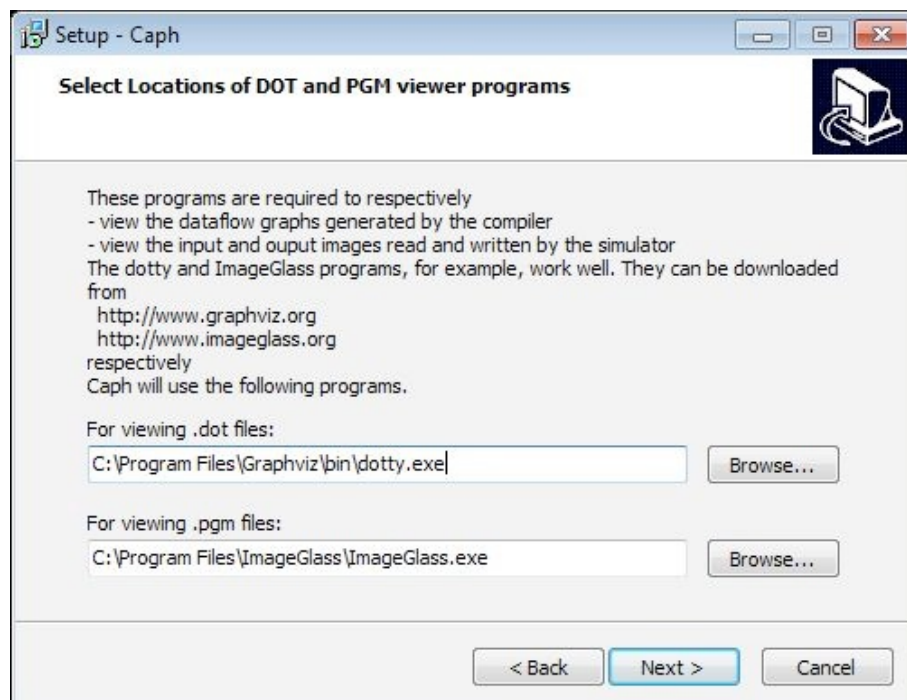 Setup - Caph
Select Locations of DOT and PGM viewer programs
These programs are required to respectively
- view the dataflow graphs generated by the compiler
- view the input and ouput images read and written by the simulator
The dotty and ImageGlass programs, for example, work well. They can be downloaded
from
http://www.graphviz.org
http://www.imageglass.org
respectively
Caph will use the following programs.
For viewing .dot files:
C:\Program Files\Graphviz\bin\dotty.exe
Browse...
For viewing .pgm files:
C:\Program Files\ImageGlass\ImageGlass.exe
Browse...
< Back
Next >
Cancel